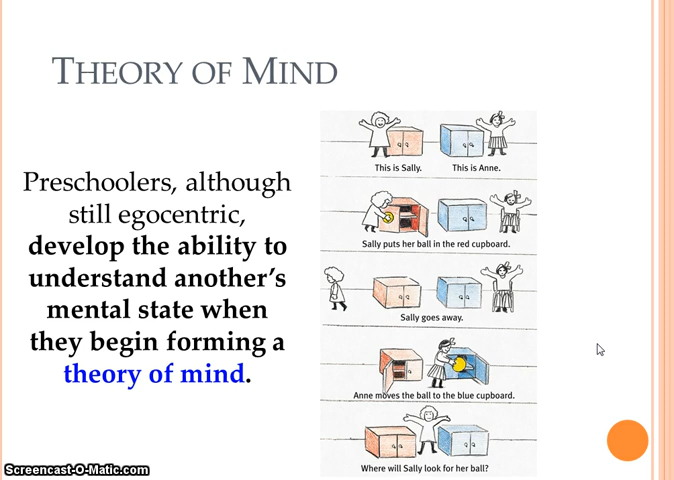 THEORY OF MIND
Preschoolers, although
still egocentric,
develop the ability to
understand another's
mental state when
they begin forming a
theory of mind.
This is Sally.
This is Anne.
Sally puts her ball in the red cupboard.
Sally goes away.
Anne moves the ball to the blue cupboard.
Where will Sally look for her ball?
Screencast-O-Matic.com